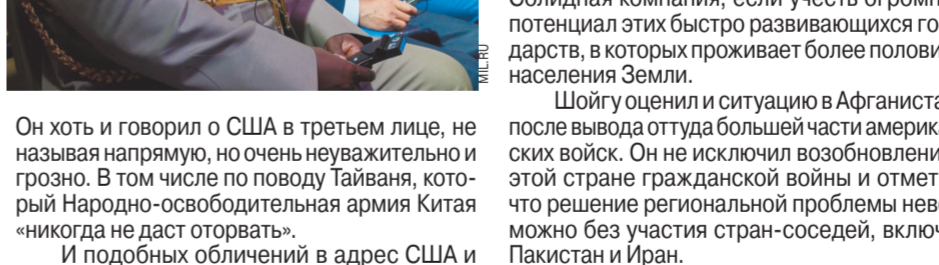 MIL.RU
Он хоть и говорил о США в третьем лице, не
называя напрямую, но очень неуважительно и
грозно. В том числе по поводу Тайваня, кото-
рый Народно-освободительная армия Китая
«никогда не даст оторвать».
И подобных обличений в адрес США и
Солидная компания, если учесть огромн
потенциал этих быстро развивающихся го
дарств, в которых проживает более полови
населения Земли.
Шойгу оценил и ситуацию в Афганиста
после вывода оттуда большей части америк
ских войск. Он не исключил возобновлени
этой стране гражданской войны и отмет
что решение региональной проблемы нев
можно без участия стран-соседей, включ
Пакистан и Иран.